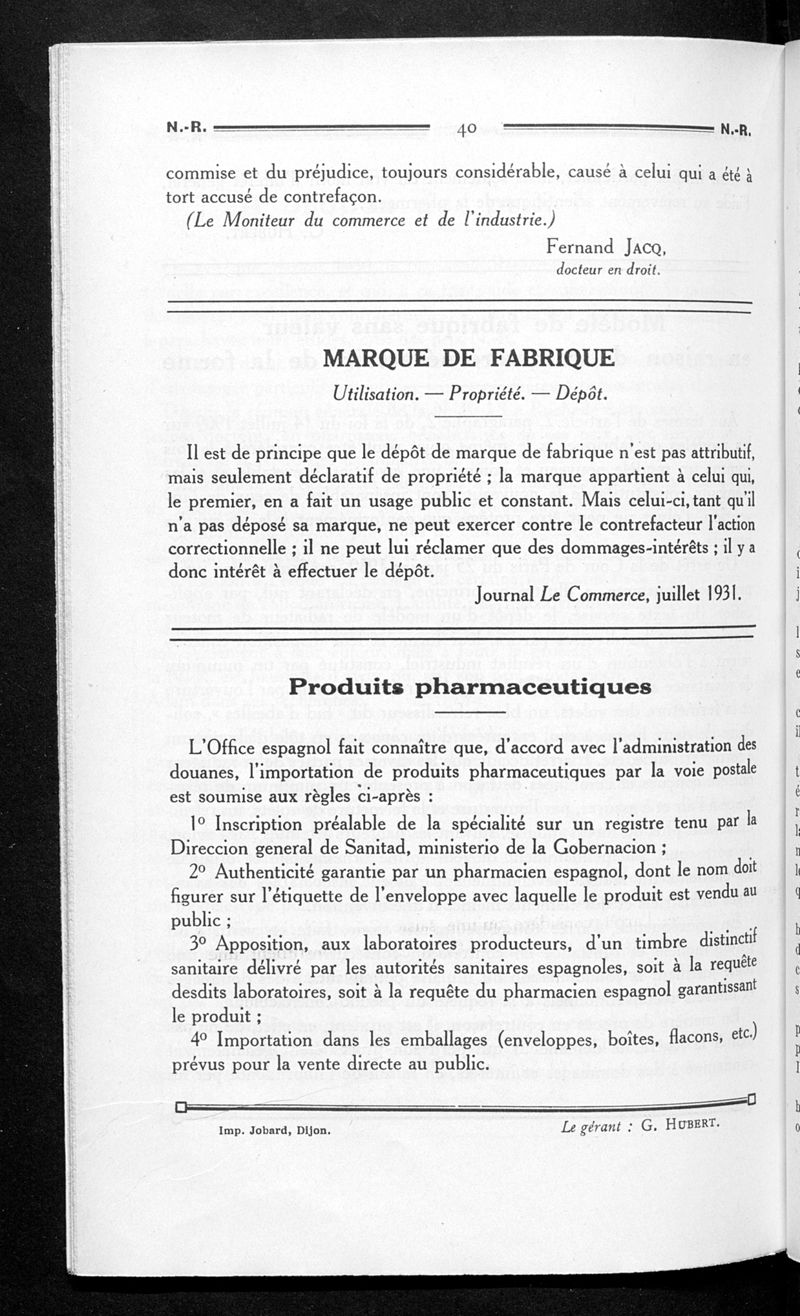 N.-R. 40 N.-R.
commise et du préjudice, toujours considérable, causé à celui qui a été à
tort accusé de contrefaçon.
(Le Moniteur du commerce et de l'industrie.)
Fernand JACQ,
docteur en droit.
MARQUE DE FABRIQUE
Utilisation. — Propriété. — Dépôt.
Il est de principe que le dépôt de marque de fabrique n'est pas attributif,
mais seulement déclaratif de propriété ; la marque appartient à celui qui,
le premier, en a fait un usage public et constant. Mais celui-ci, tant qu'il
n'a pas déposé sa marque, ne peut exercer contre le contrefacteur l'action
correctionnelle ; il ne peut lui réclamer que des dommages-intérêts ; il y a
donc intérêt à effectuer le dépôt.
Journal Le Commerce, juillet 1931.
Produits pharmaceutiques
L'Office espagnol fait connaître que, d'accord avec l'administration des
douanes, l'importation de produits pharmaceutiques par la voie postale
est soumise aux règles ci-après :
1º Inscription préalable de la spécialité sur un registre tenu par la
Direccion general de Sanitad, ministerio de la Gobernacion ;
2º Authenticité garantie par un pharmacien espagnol, dont le nom doit
figurer sur l'étiquette de l'enveloppe avec laquelle le produit est vendu au
public ;
3º Apposition, aux laboratoires producteurs, d'un timbre distinctif
sanitaire délivré par les autorités sanitaires espagnoles, soit à la requête
desdits laboratoires, soit à la requête du pharmacien espagnol garantissant
le produit ;
4º Importation dans les emballages (enveloppes, boîtes, flacons, etc.)
prévus pour la vente directe au public.
Imp. Jobard, Dijon. Le gérant : G. HUBERT.